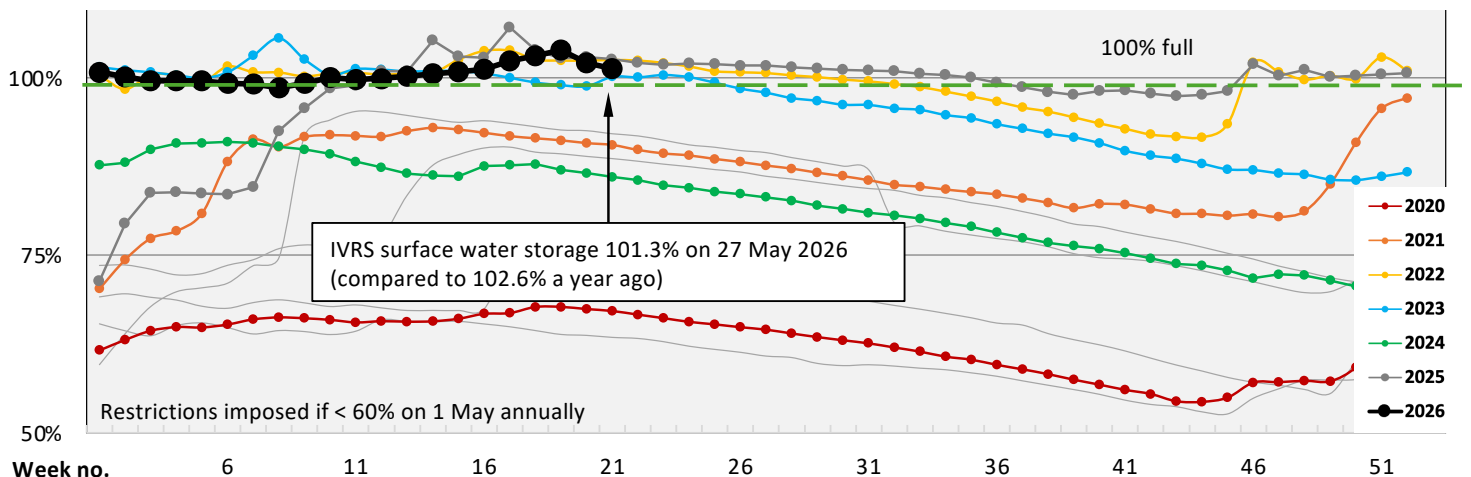 100% full
100%
75%
50%
IVRS surface water storage 101.3% on 27 May 2026
(compared to 102.6% a year ago)
Restrictions imposed if < 60% on 1 May annually
2020
2021
2022
2023
2024
2025
2026
Week no. 6 11 16 21 26 31 36 41 46 51